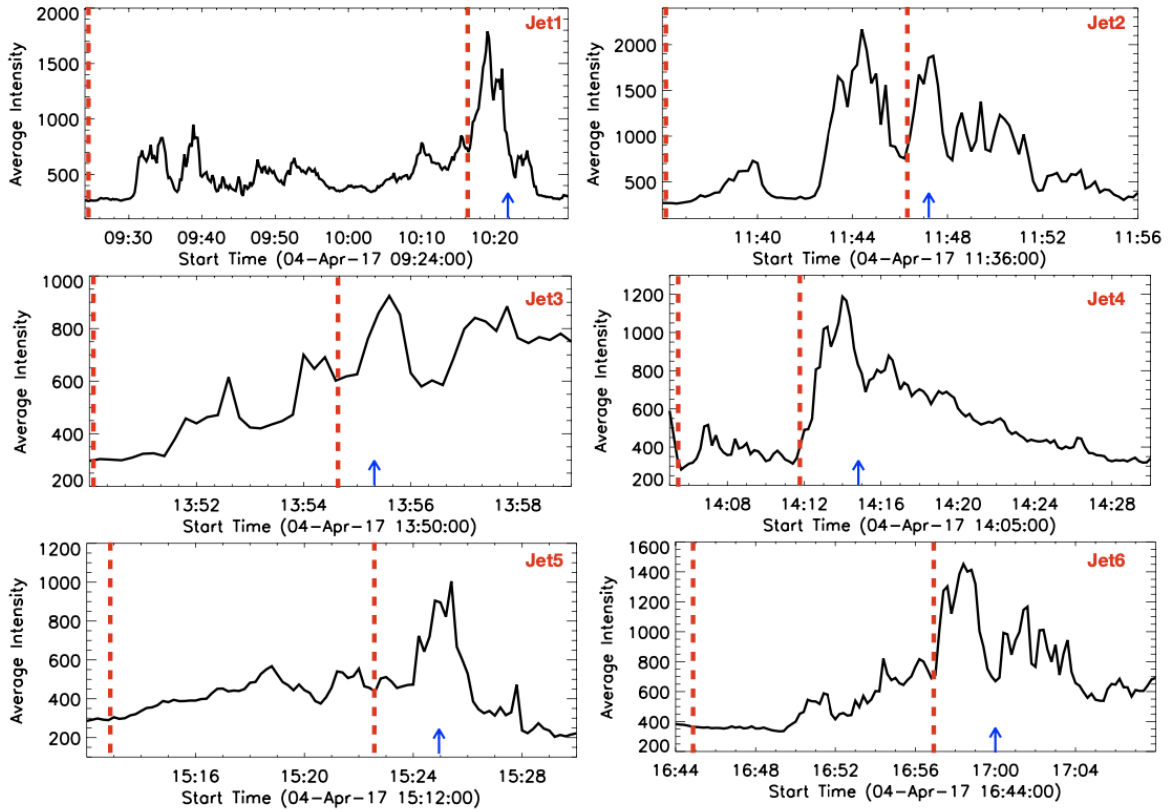 Jet1
2000
1500
1000
500
Average Intensity
09:30 09:40 09:50 10:00 10:10 10:20
Start Time (04-Apr-17 09:24:00)
Jet2
2000
1500
1000
500
Average Intensity
11:40 11:44 11:48 11:52 11:56
Start Time (04-Apr-17 11:36:00)
Jet3
1000
800
600
400
200
Average Intensity
13:52 13:54 13:56 13:58
Start Time (04-Apr-17 13:50:00)
Jet4
1200
1000
800
600
400
200
Average Intensity
14:08 14:12 14:16 14:20 14:24 14:28
Start Time (04-Apr-17 14:05:00)
Jet5
1200
1000
800
600
400
200
Average Intensity
15:16 15:20 15:24 15:28
Start Time (04-Apr-17 15:12:00)
Jet6
1600
1400
1200
1000
800
600
400
200
Average Intensity
16:44 16:48 16:52 16:56 17:00 17:04
Start Time (04-Apr-17 16:44:00)